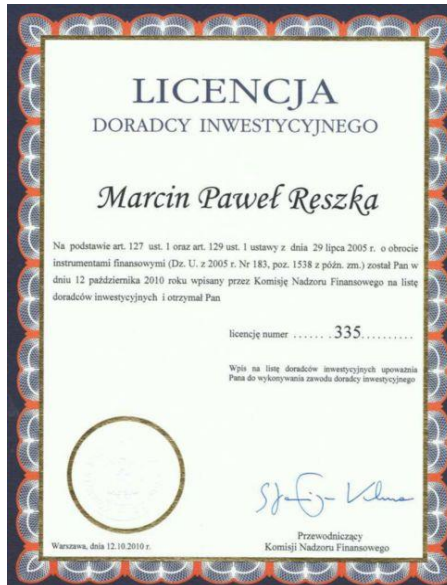 LICENCJA
DORADCY INWESTYCYJNEGO
Marcin Paweł Reszka
Na podstawie art. 127 ust. 1 oraz art. 129 ust. 1 ustawy z dnia 29 lipca 2005 r. o obrocie
instrumentami finansowymi (Dz. U. z 2005 r. Nr 183, poz. 1538 z późn. zm.) został Pan w
dniu 12 października 2010 roku wpisany przez Komisję Nadzoru Finansowego na listę
doradców inwestycyjnych i otrzymał Pan
licencję numer ...... .335..........
Wpis na listę doradców inwestycyjnych upoważnia
Pana do wykonywania zawodu doradcy inwestycyjnego
Przewodniczący
Komisji Nadzoru Finansowego
Warszawa, dnia 12.10.2010 r.